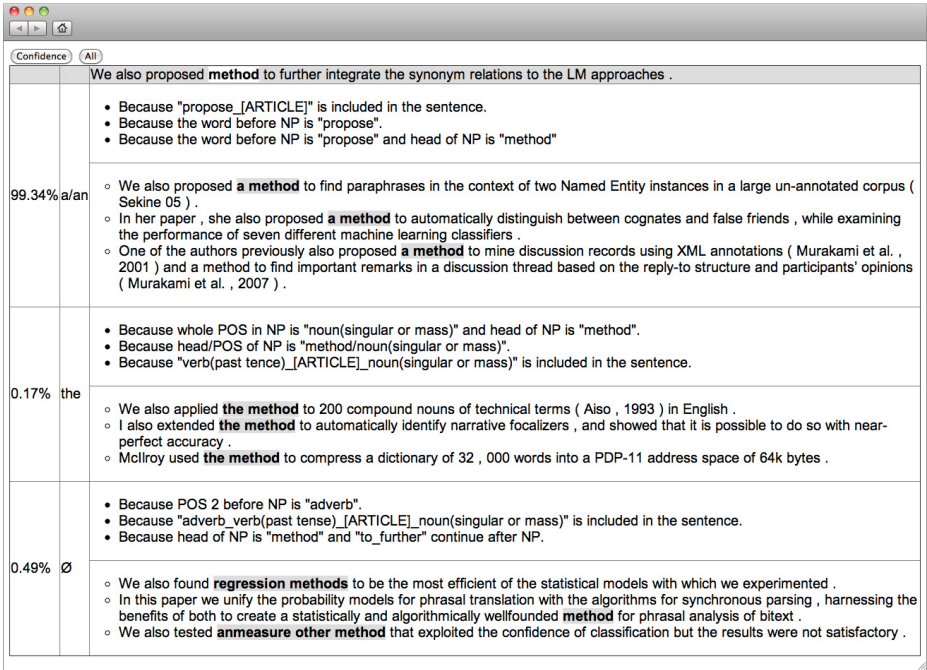 Confidence All
We also proposed method to further integrate the synonym relations to the LM approaches .
99.34% a/an
• Because "propose_[ARTICLE]" is included in the sentence.
• Because the word before NP is "propose".
• Because the word before NP is "propose" and head of NP is "method"
◦ We also proposed a method to find paraphrases in the context of two Named Entity instances in a large un-annotated corpus (
Sekine 05 ) .
◦ In her paper , she also proposed a method to automatically distinguish between cognates and false friends , while examining
the performance of seven different machine learning classifiers .
◦ One of the authors previously also proposed a method to mine discussion records using XML annotations ( Murakami et al. ,
2001 ) and a method to find important remarks in a discussion thread based on the reply-to structure and participants' opinions
( Murakami et al. , 2007 ) .
0.17% the
• Because whole POS in NP is "noun(singular or mass)" and head of NP is "method".
• Because head/POS of NP is "method/noun(singular or mass)".
• Because "verb(past tence)_[ARTICLE]_noun(singular or mass)" is included in the sentence.
◦ We also applied the method to 200 compound nouns of technical terms ( Aiso , 1993 ) in English .
◦ I also extended the method to automatically identify narrative focalizers , and showed that it is possible to do so with near-
perfect accuracy .
◦ McIlroy used the method to compress a dictionary of 32 , 000 words into a PDP-11 address space of 64k bytes .
0.49% Ø
• Because POS 2 before NP is "adverb".
• Because "adverb_verb(past tense)_[ARTICLE]_noun(singular or mass)" is included in the sentence.
• Because head of NP is "method" and "to_further" continue after NP.
◦ We also found regression methods to be the most efficient of the statistical models with which we experimented .
◦ In this paper we unify the probability models for phrasal translation with the algorithms for synchronous parsing , harnessing the
benefits of both to create a statistically and algorithmically wellfounded method for phrasal analysis of bitext .
◦ We also tested anmeasure other method that exploited the confidence of classification but the results were not satisfactory .